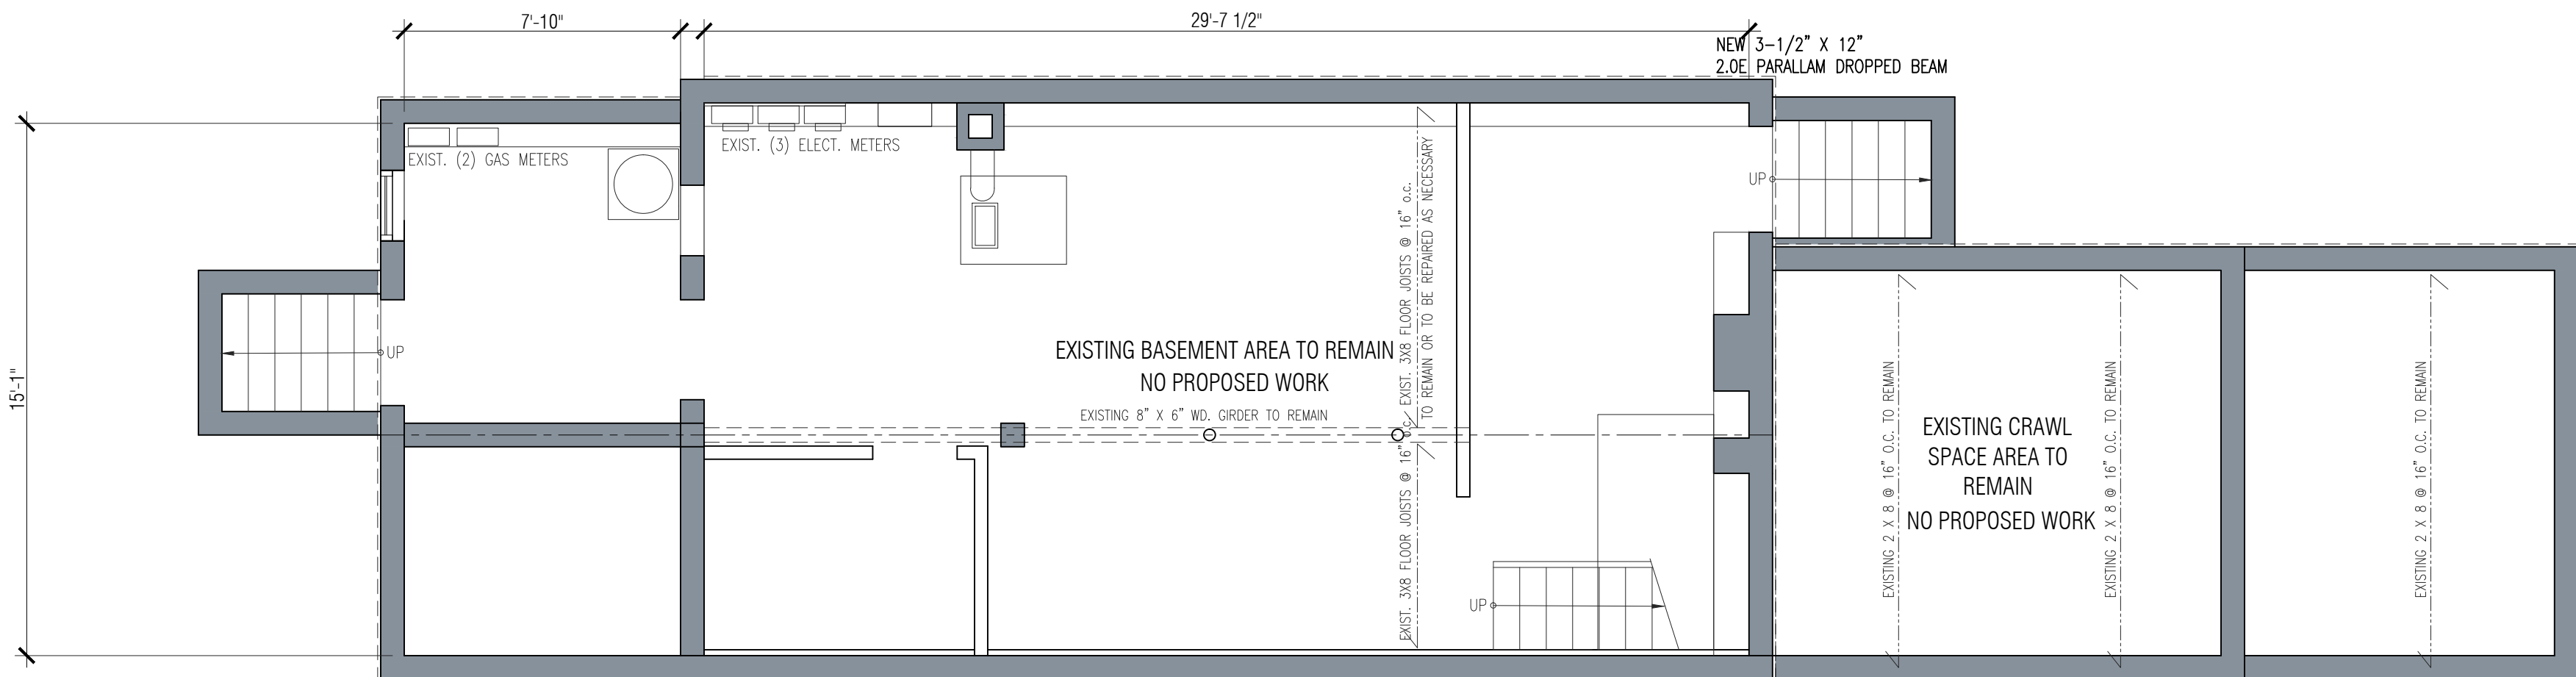 7'-10"
29'-7 1/2"
NEW 3-1/2" X 12"
2.0E PARALLAM DROPPED BEAM
EXIST. (2) GAS METERS
EXIST. (3) ELECT. METERS
UP
UP
15'-1"
EXISTING BASEMENT AREA TO REMAIN
NO PROPOSED WORK
EXISTING 8" X 6" WD. GIRDER TO REMAIN
EXIST. 3X8 FLOOR JOISTS @ 16" o.c.
TO REMAIN OR TO BE REPAIRED AS NECESSARY
EXIST. 3X8 FLOOR JOISTS @ 16" o.c.
UP
EXISTING 2 X 8 @ 16" O.C. TO REMAIN
EXISTING CRAWL
SPACE AREA TO
REMAIN
NO PROPOSED WORK
EXISTING 2 X 8 @ 16" O.C. TO REMAIN
EXISTING 2 X 8 @ 16" O.C. TO REMAIN